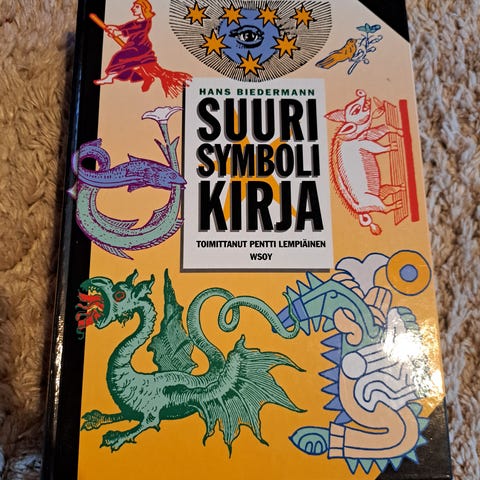 HANS BIEDERMANN
SUURI
SYMBOLI
KIRJA
TOIMITTANUT PENTTI LEMPIÄINEN
WSOY